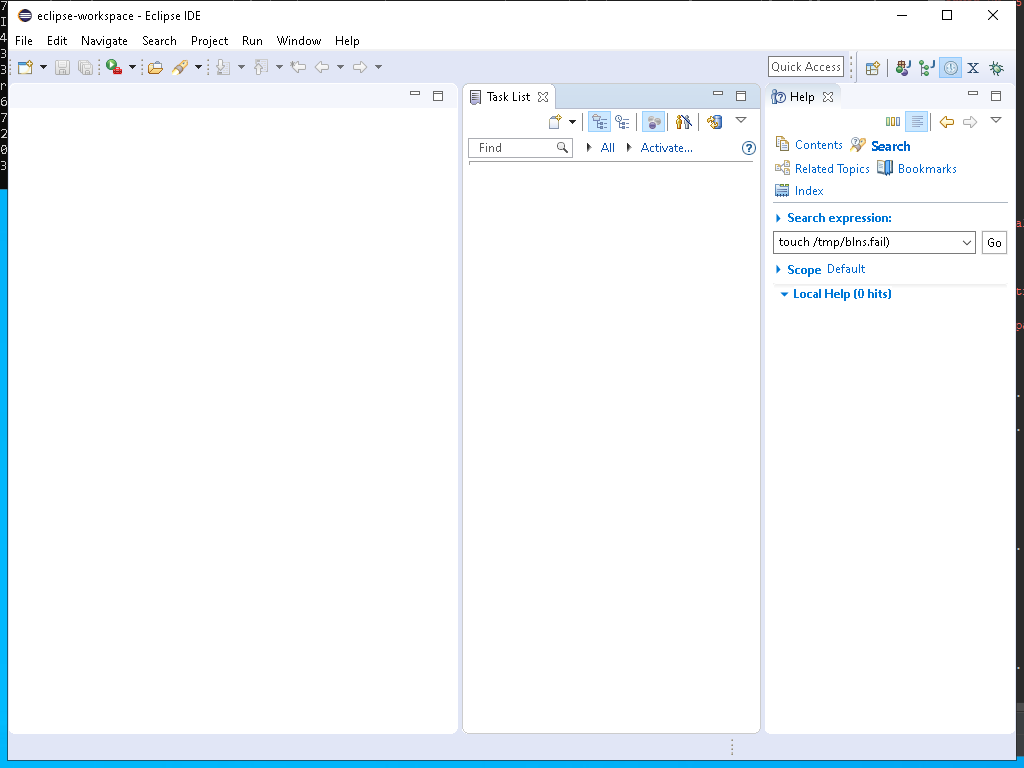 eclipse-workspace - Eclipse IDE
File Edit Navigate Search Project Run Window Help
Quick Access
Task List
Help
Find
All
Activate...
Contents
Search
Related Topics
Bookmarks
Index
Search expression:
touch /tmp/blns.fail)
Go
Scope Default
Local Help (0 hits)